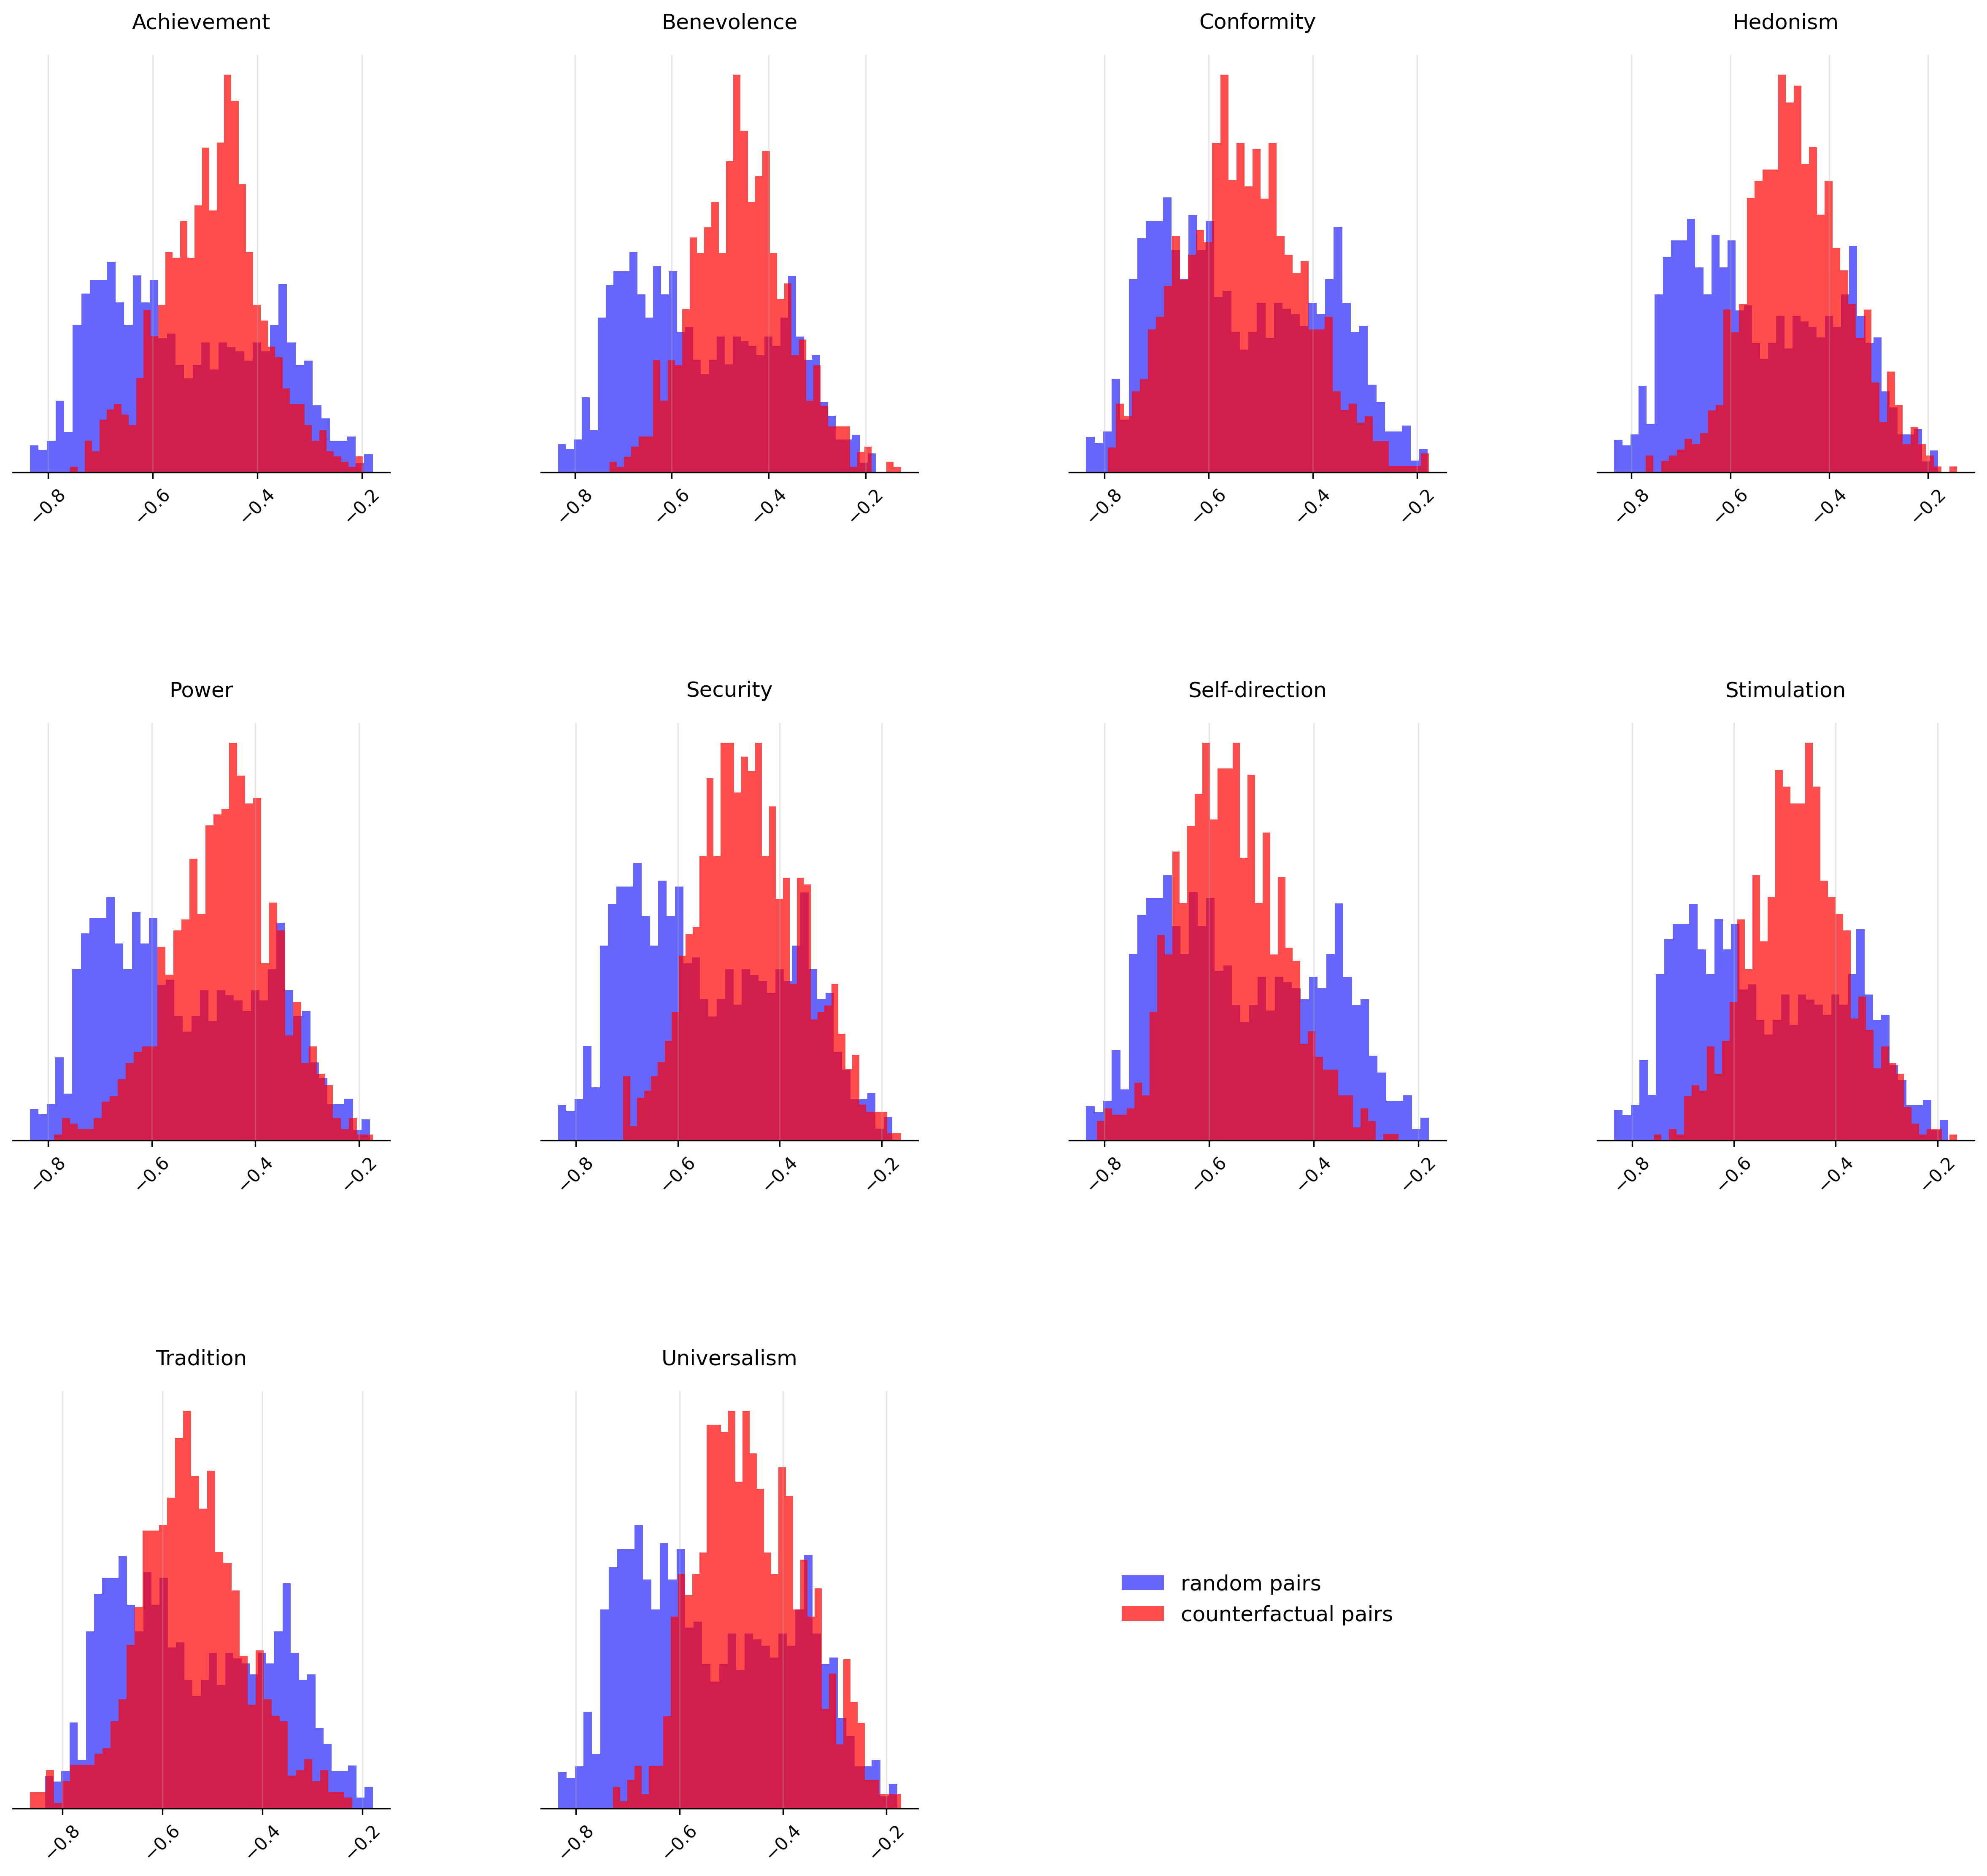 Achievement Benevolence Conformity Hedonism
−0.8 −0.6 −0.4 −0.2 −0.8 −0.6 −0.4 −0.2 −0.8 −0.6 −0.4 −0.2 −0.8 −0.6 −0.4 −0.2
Power Security Self-direction Stimulation
−0.8 −0.6 −0.4 −0.2 −0.8 −0.6 −0.4 −0.2 −0.8 −0.6 −0.4 −0.2 −0.8 −0.6 −0.4 −0.2
Tradition Universalism
random pairs
counterfactual pairs
−0.8 −0.6 −0.4 −0.2 −0.8 −0.6 −0.4 −0.2